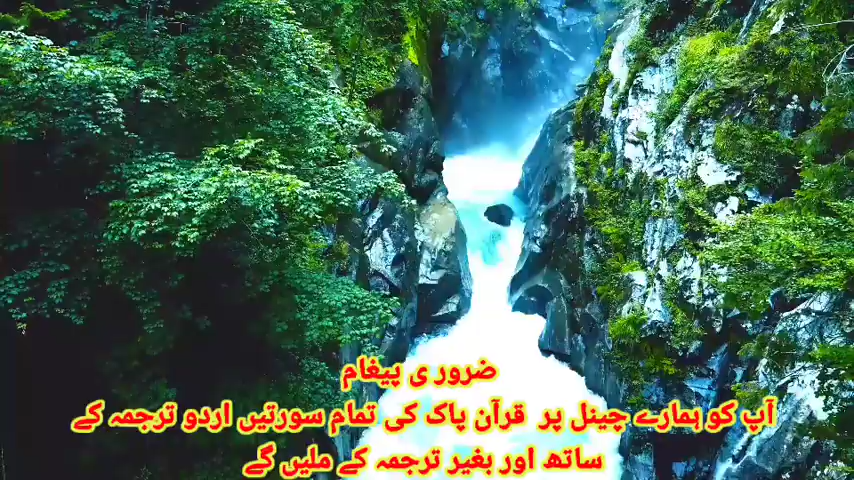 ضرور ی پیغام
آپ کو ہمارے چینل پر قرآن پاک کی تمام سورتیں اردو ترجمہ کے
ساتھ اور بغیر ترجمہ کے ملیں گے